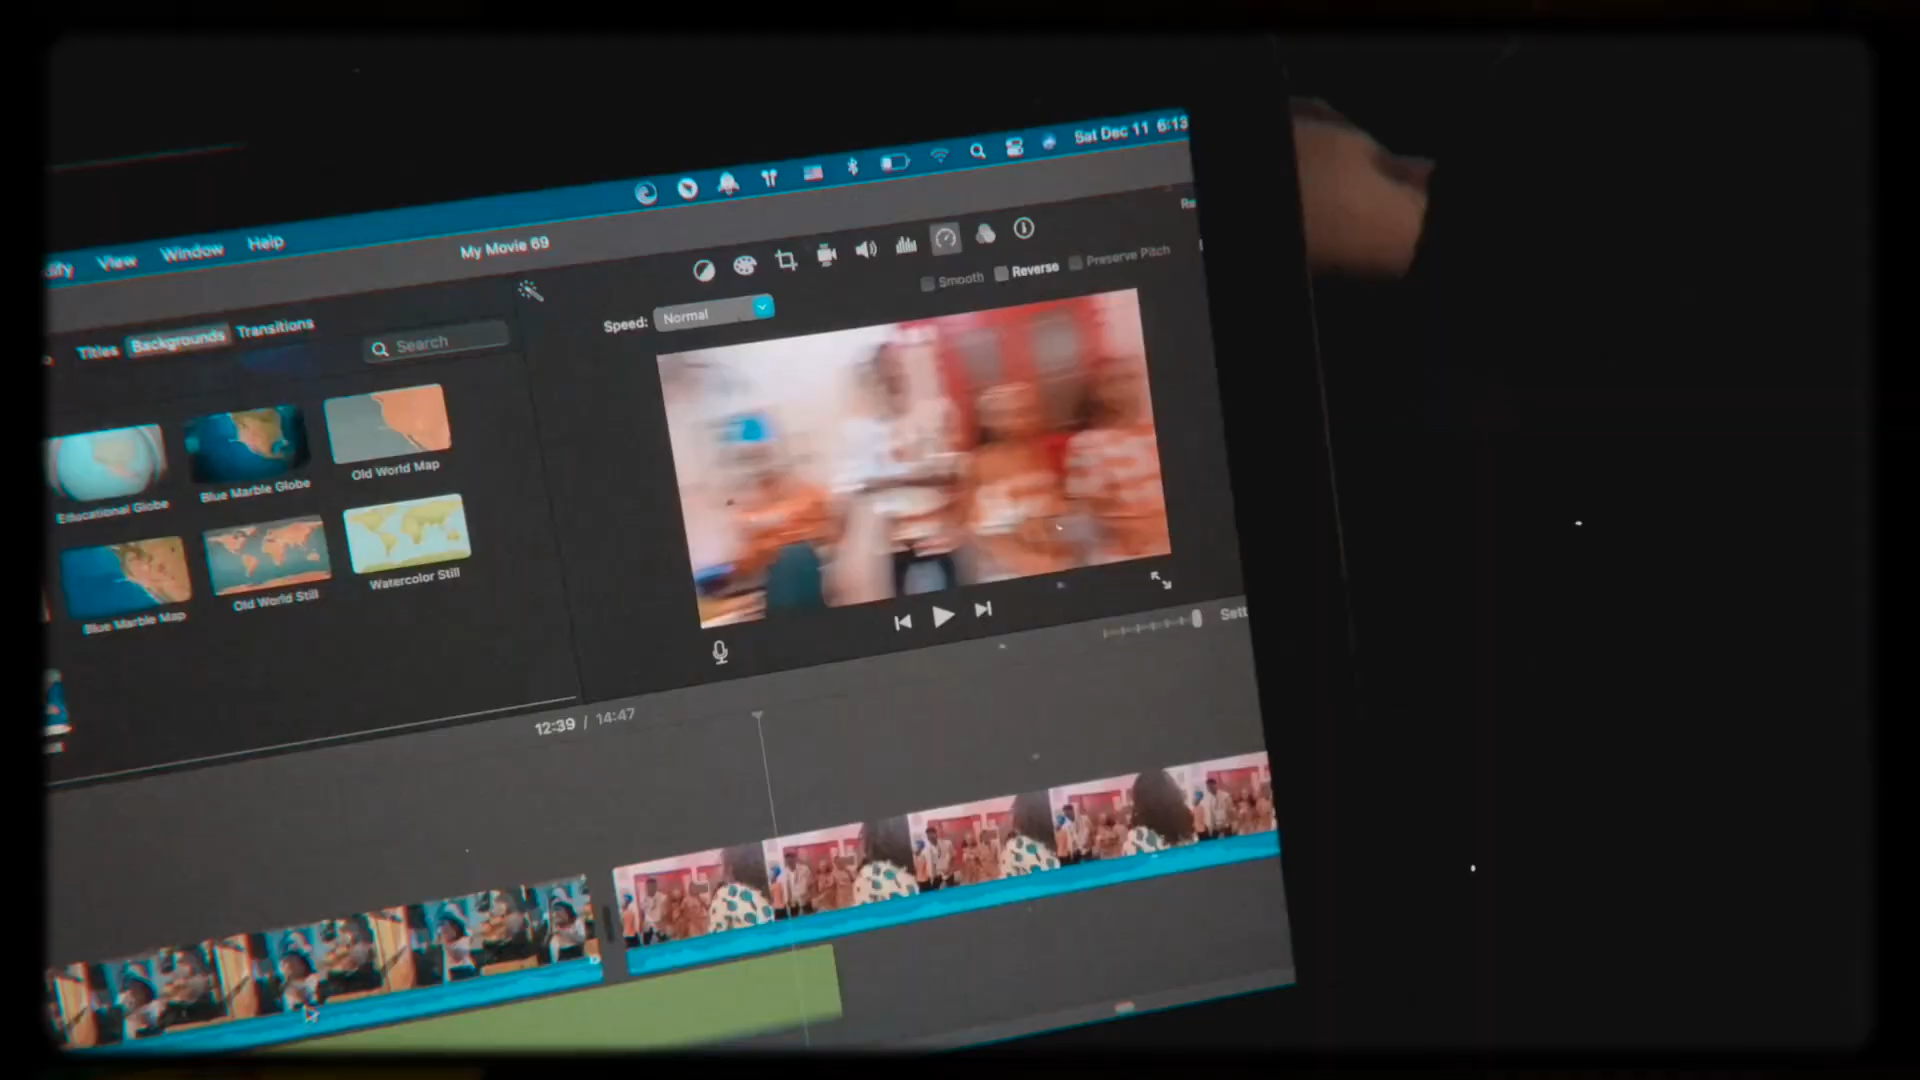 Sat Dec 11 6:13
View Window Help
My Movie 69
Smooth Reverse Preserve Pitch
Speed: Normal
Titles Backgrounds Transitions
Search
Educational Globe Blue Marble Globe Old World Map
Blue Marble Map Old World Still Watercolor Still
12:39 / 14:47